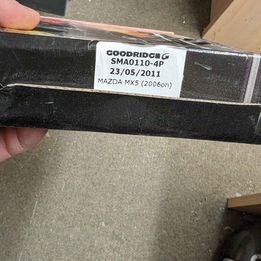 GOODRIDGE
SMA0110-4P
23/05/2011
MAZDA MX5 (2006on)